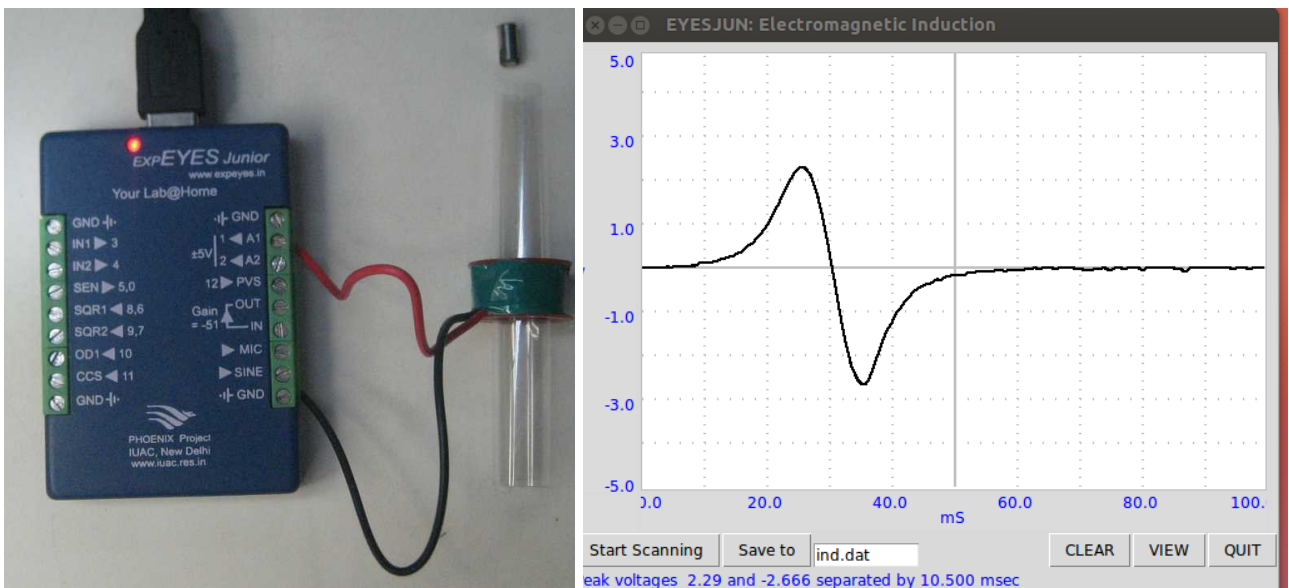 EXPEYES Junior
www.expeyes.in
Your Lab@Home
GND
IN1 ▶ 3
IN2 ▶ 4
SEN ▶ 5,0
SQR1 ◀ 8,6
SQR2 ◀ 9,7
OD1 ◀ 10
CCS ◀ 11
GND
GND
±5V
1 ◀ A1
2 ◀ A2
12 ▶ PVS
Gain = -51
OUT
IN
▶ MIC
▶ SINE
GND
PHOENIX Project
IUAC, New Delhi
www.iuac.res.in
EYESJUN: Electromagnetic Induction
5.0
3.0
1.0
-1.0
-3.0
-5.0
0.0 20.0 40.0 60.0 80.0 100.
mS
Start Scanning Save to ind.dat CLEAR VIEW QUIT
eak voltages 2.29 and -2.666 separated by 10.500 msec